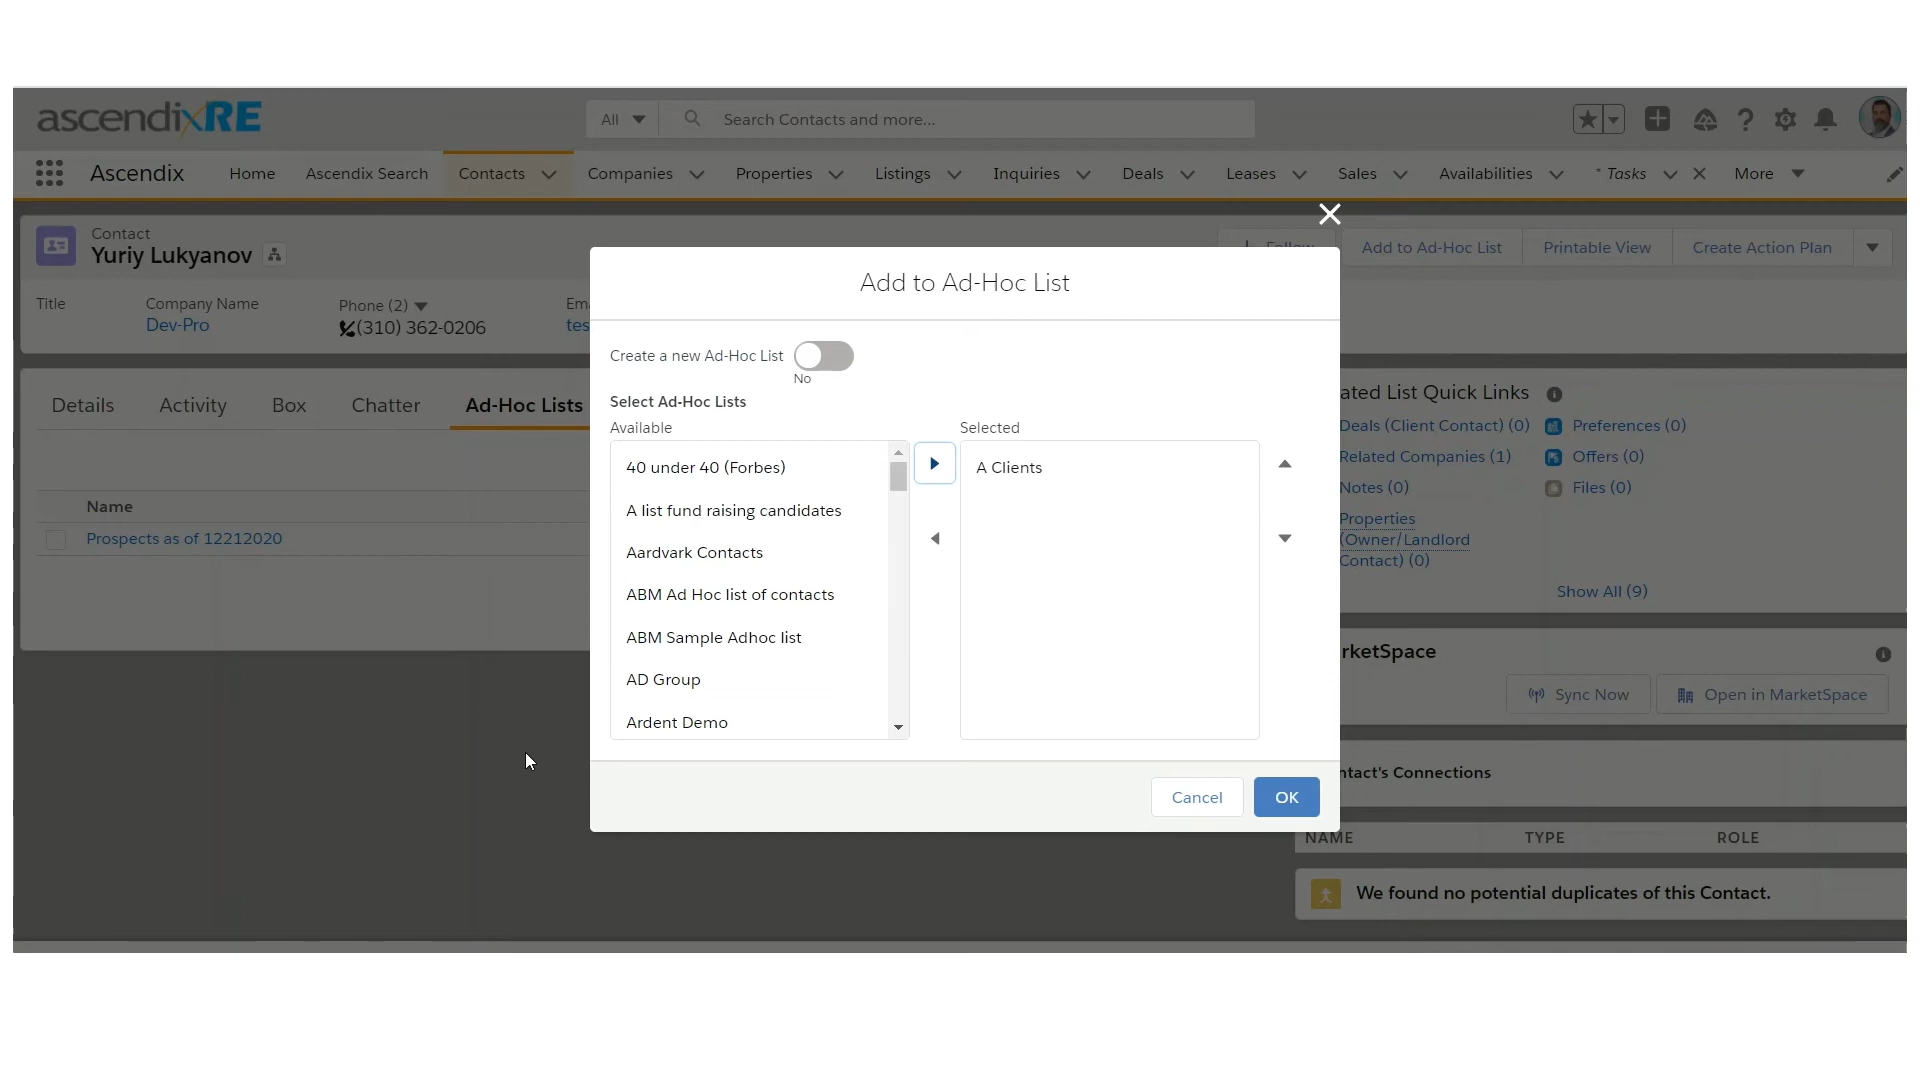 ascendixRE
All
Search Contacts and more...
Ascendix
Home
Ascendix Search
Contacts
Companies
Properties
Listings
Inquiries
Deals
Leases
Sales
Availabilities
* Tasks
More
Contact
Yuriy Lukyanov
Follow
Add to Ad-Hoc List
Printable View
Create Action Plan
Title
Company Name
Dev-Pro
Phone (2)
(310) 362-0206
Ema
tes
Details
Activity
Box
Chatter
Ad-Hoc Lists
Name
Prospects as of 12212020
Add to Ad-Hoc List
Create a new Ad-Hoc List
No
Select Ad-Hoc Lists
Available
40 under 40 (Forbes)
A list fund raising candidates
Aardvark Contacts
ABM Ad Hoc list of contacts
ABM Sample Adhoc list
AD Group
Ardent Demo
Selected
A Clients
Cancel
OK
ated List Quick Links
Deals (Client Contact) (0)
Preferences (0)
Related Companies (1)
Offers (0)
Notes (0)
Files (0)
Properties
(Owner/Landlord
Contact) (0)
Show All (9)
rketSpace
Sync Now
Open in MarketSpace
ntact's Connections
NAME
TYPE
ROLE
We found no potential duplicates of this Contact.